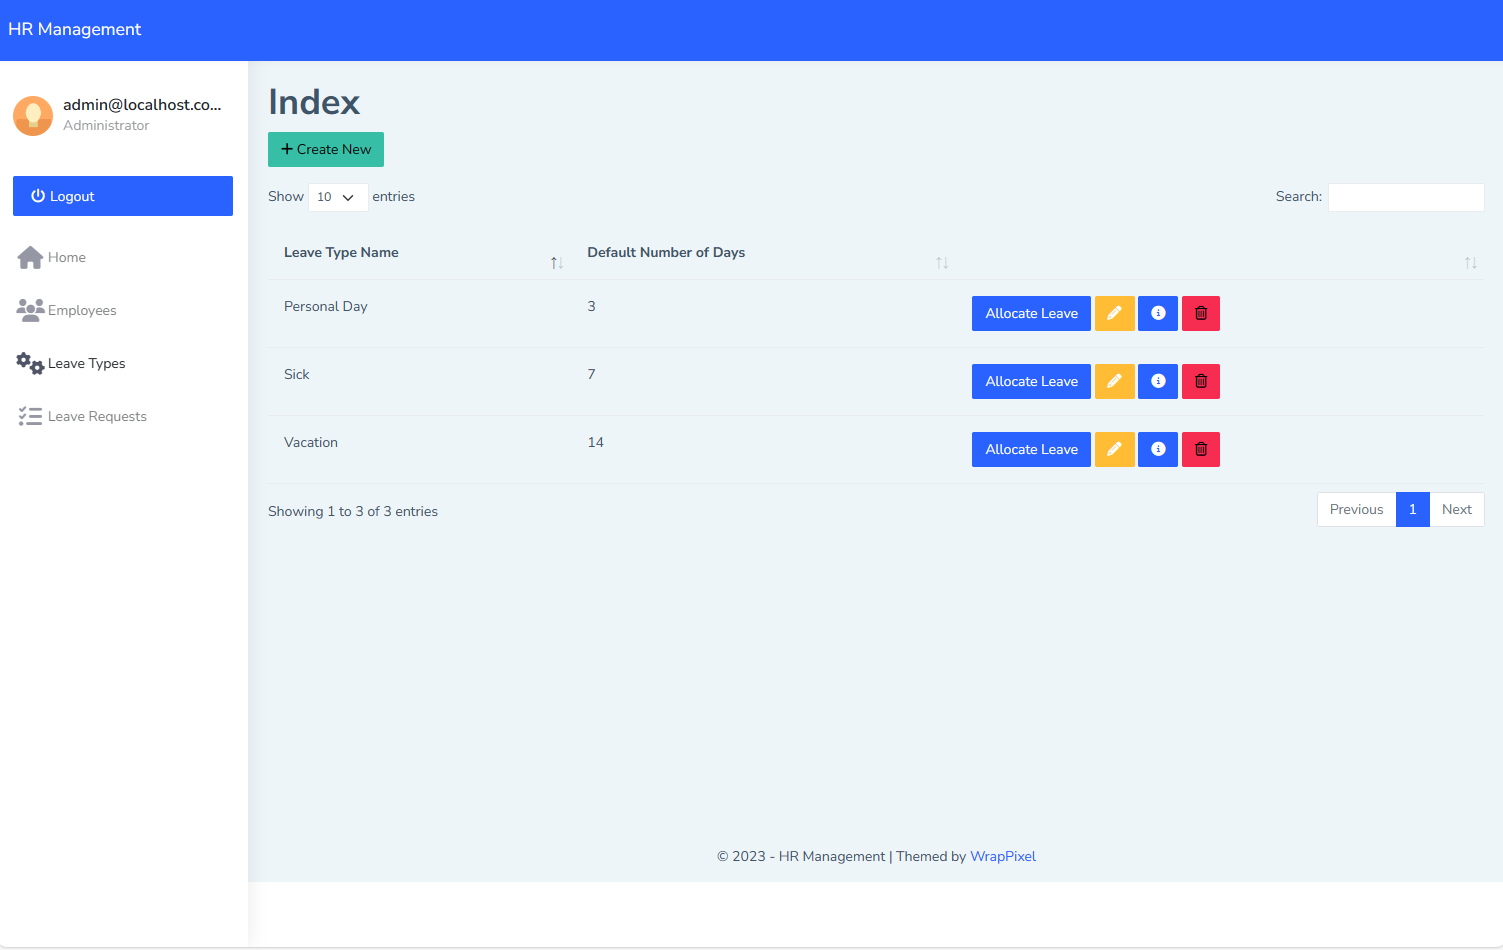 HR Management
admin@localhost.co...
Administrator
Logout
Home
Employees
Leave Types
Leave Requests
Index
Create New
Show 10 entries
Search:
Leave Type Name Default Number of Days
Personal Day 3 Allocate Leave
Sick 7 Allocate Leave
Vacation 14 Allocate Leave
Showing 1 to 3 of 3 entries
Previous 1 Next
© 2023 - HR Management | Themed by WrapPixel